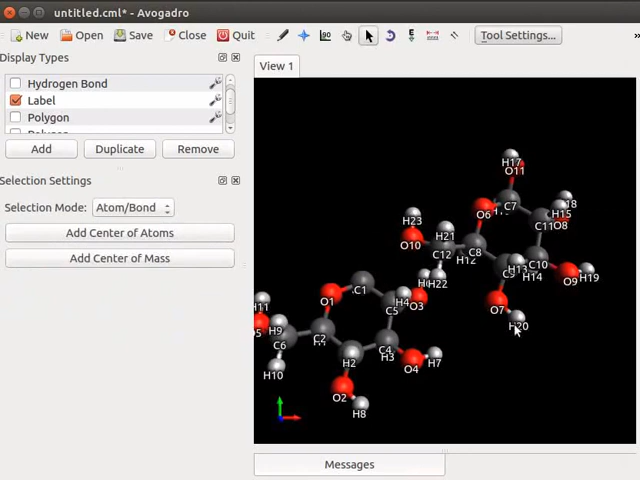 untitled.cml* - Avogadro
New Open Save Close Quit 90 E Tool Settings... »
Display Types
View 1
Hydrogen Bond
Label
Polygon
Add Duplicate Remove
Selection Settings
Selection Mode: Atom/Bond
Add Center of Atoms
Add Center of Mass
H17
O11
O6 C7
H15
C11 O8
H23
H21
O10
C12 C8
H12
H13 C10
H14 O9 H19
H22
C1
O1 H4 O3
C5
O7
H20
H11
H9
C2
C6
C4
H3
H2 O4 H7
H10
O2
H8
Messages